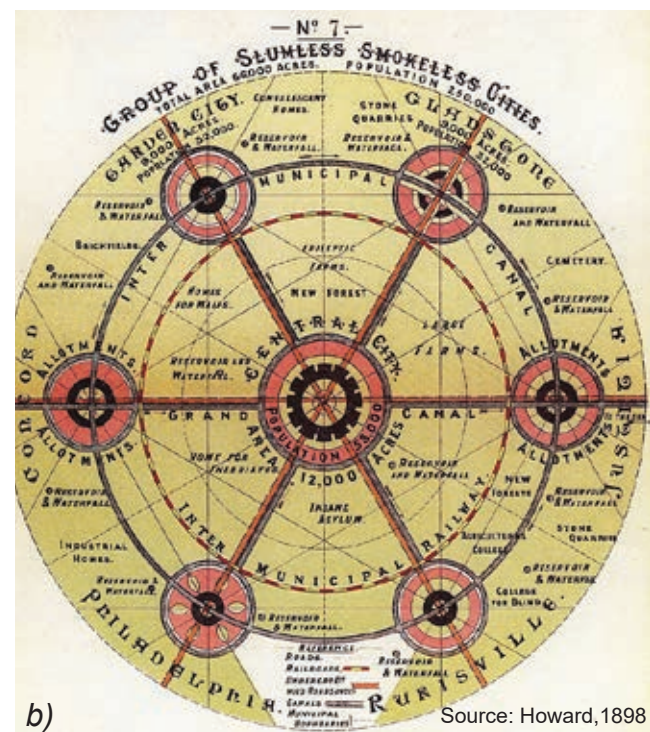 — No 7.—
GROUP OF SLUMLESS SMOKELESS CITIES.
TOTAL AREA 66000 ACRES. POPULATION 250,000
GARDEN CITY.
9,000 ACRES
POPULATION 32,000
CONVALESCENT
HOMES.
STONE
QUARRIES
GLADSTONE
9,000 ACRES
POPULATION
32,000
RESERVOIR
& WATERFALL
RESERVOIR &
WATERFALL
RESERVOIR
& WATERFALL
RESERVOIR
AND WATERFALL
INTER MUNICIPAL CANAL
BRICKFIELDS.
EPILEPTIC
FARMS.
CEMETERY.
RESERVOIR
AND WATERFALL
HOMES
FOR WAIFS.
NEW FOREST
RESERVOIR
& WATERFALL
LARGE
FARMS.
CONCORD
ALLOTMENTS
RESERVOIR AND
WATERFALL
CENTRAL CITY.
ALLOTMENTS
JUSTITIA
GRAND CANAL
POPULATION 58,000
AREA 12,000 ACRES
ALLOTMENTS.
ALLOTMENTS
HOME FOR
INEBRIATES.
RESERVOIR
AND WATERFALL
NEW
FORESTS
RESERVOIR
& WATERFALL
RESERVOIR
& WATERFALL
INSANE
ASYLUM.
STONE
QUARRIES
INTER MUNICIPAL RAILWAY.
AGRICULTURAL
COLLEGE
INDUSTRIAL
HOMES.
RESERVOIR
& WATERFALL
RESERVOIR &
WATERFALL
COLLEGE
FOR BLIND
RESERVOIR
& WATERFALL.
PHILADELPHIA
RURISVILLE.
REFERENCE
ROADS.
RAILROADS.
UNDERGROUND
CANALS
MUNICIPAL
BOUNDARIES
RESERVOIR
& WATERFALL
b)
Source: Howard,1898